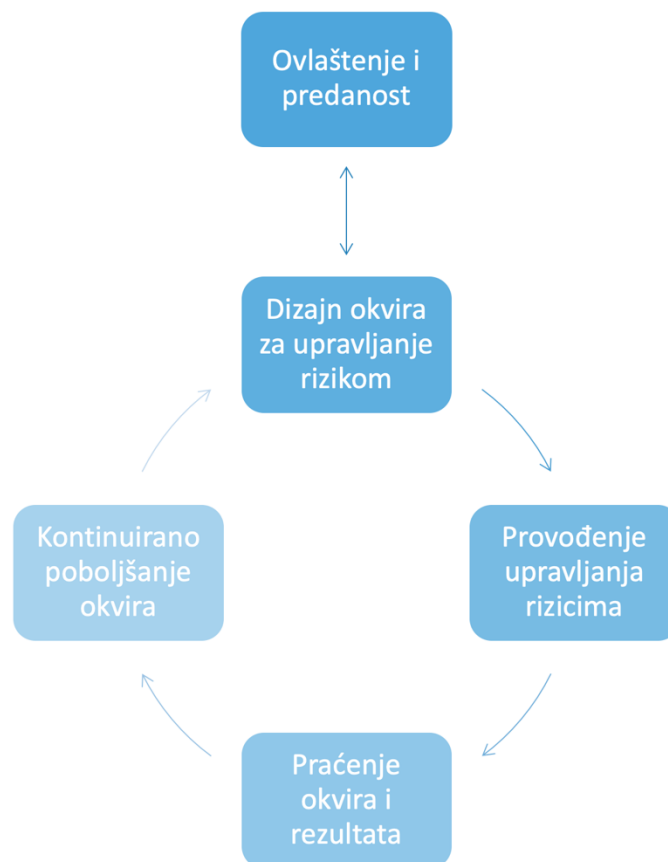 Ovlaštenje i
predanost
Dizajn okvira
za upravljanje
rizikom
Provođenje
upravljanja
rizicima
Praćenje
okvira i
rezultata
Kontinuirano
poboljšanje
okvira